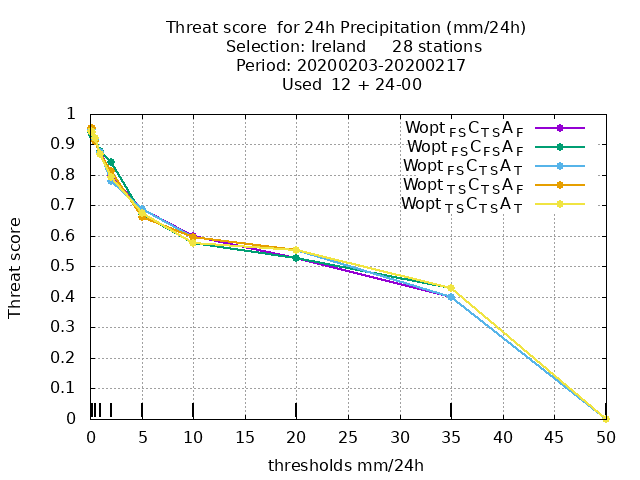 Threat score  for 24h Precipitation (mm/24h)
Selection: Ireland     28 stations
Period: 20200203-20200217
Used  12 + 24-00
Wopt FS C TS A F
Wopt FS C FS A F
Wopt FS C TS A T
Wopt TS C TS A F
Wopt TS C TS A T
Threat score
1
0.9
0.8
0.7
0.6
0.5
0.4
0.3
0.2
0.1
0
0 5 10 15 20 25 30 35 40 45 50
thresholds mm/24h